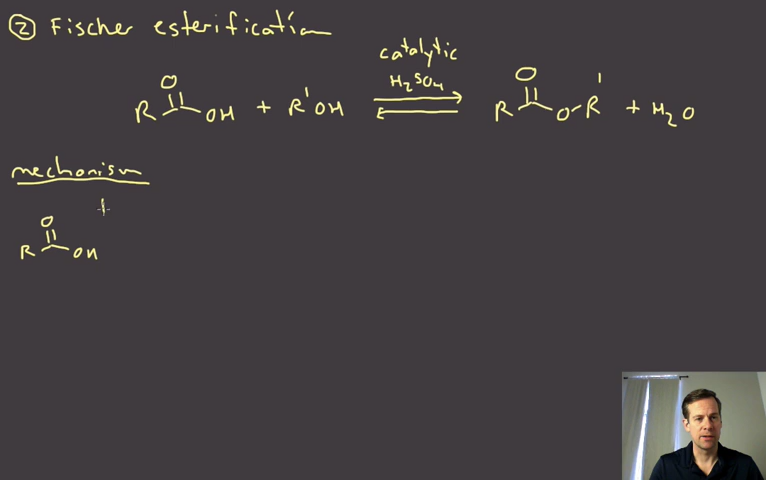 ② Fischer esterification
catalytic
H₂SO₄
R O OH + R'OH ⇌ R O O R' + H₂O
mechanism
R O OH